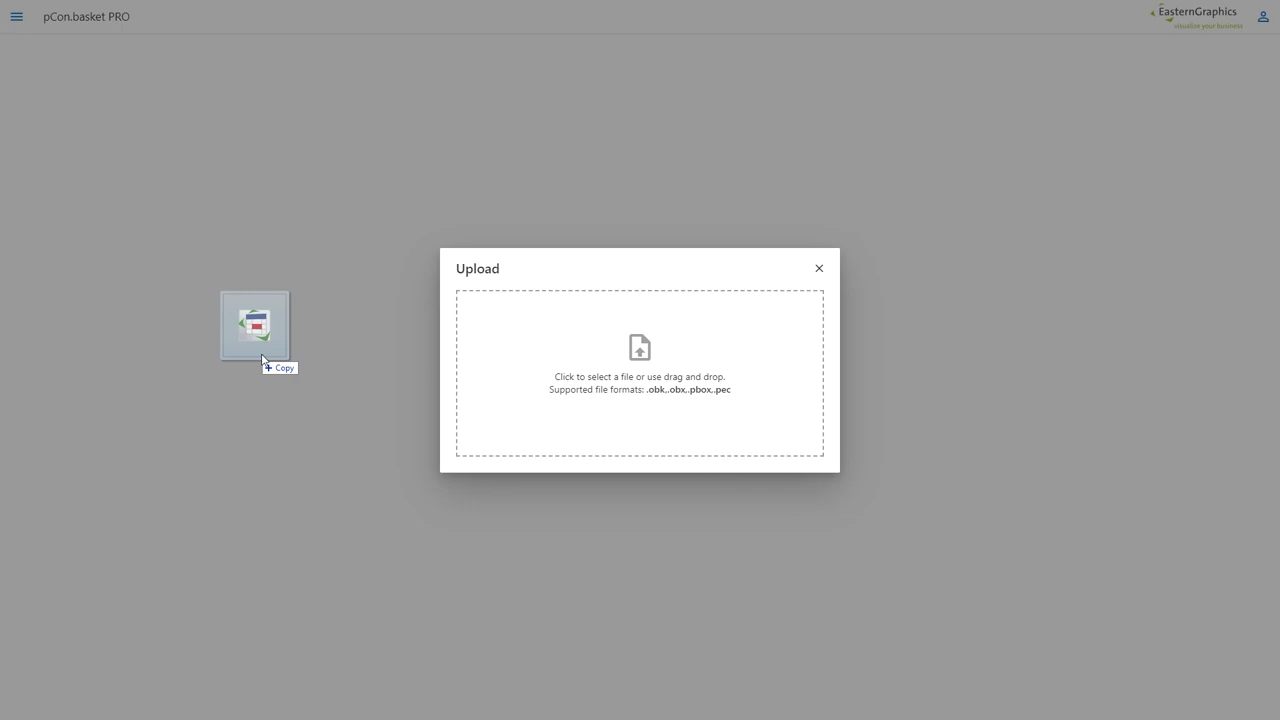 pCon.basket PRO
EasternGraphics
visualize your business
Upload
Click to select a file or use drag and drop.
Supported file formats: .obk,.obx,.pbox,.pec
Copy